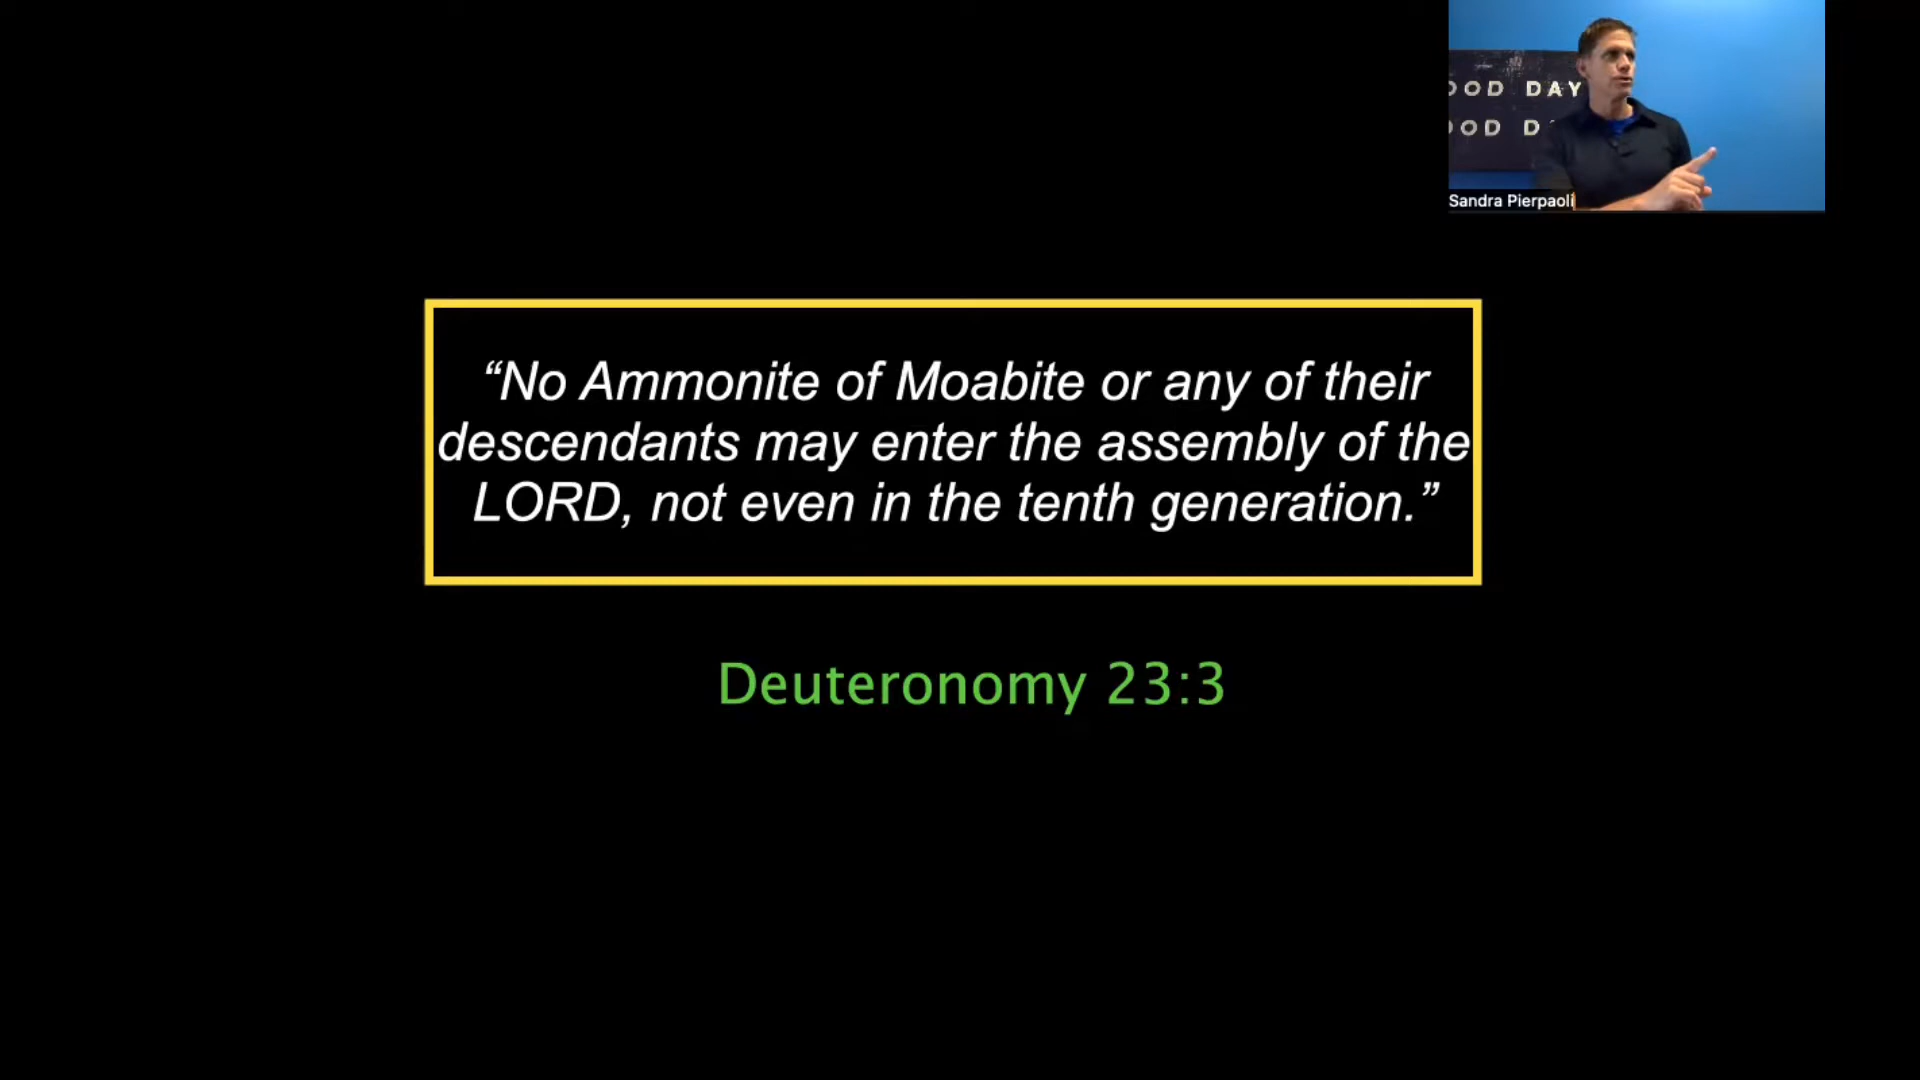 OOD DAY
OOD D
Sandra Pierpaoli
“No Ammonite of Moabite or any of their
descendants may enter the assembly of the
LORD, not even in the tenth generation.”
Deuteronomy 23:3